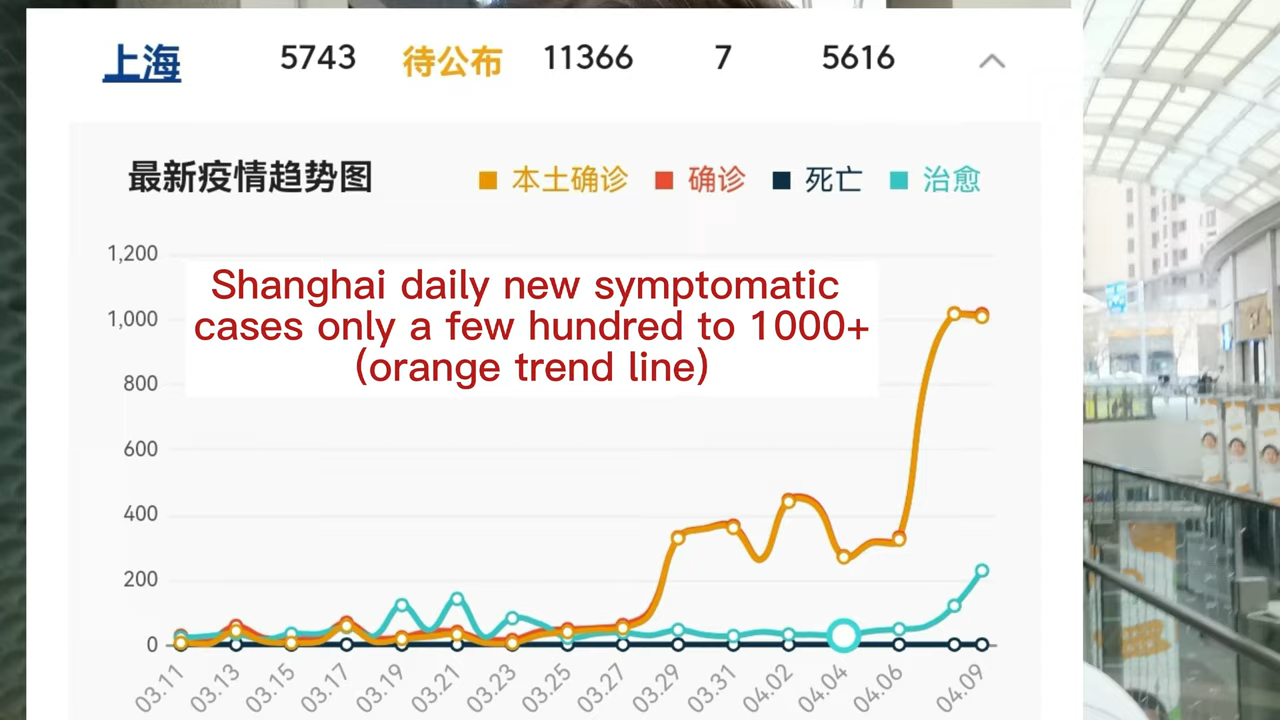 上海 5743 待公布 11366 7 5616
最新疫情趋势图 本土确诊 确诊 死亡 治愈
1,200
Shanghai daily new symptomatic
cases only a few hundred to 1000+
(orange trend line)
1,000
800
600
400
200
0
03.11 03.13 03.15 03.17 03.19 03.21 03.23 03.25 03.27 03.29 03.31 04.02 04.04 04.06 04.09